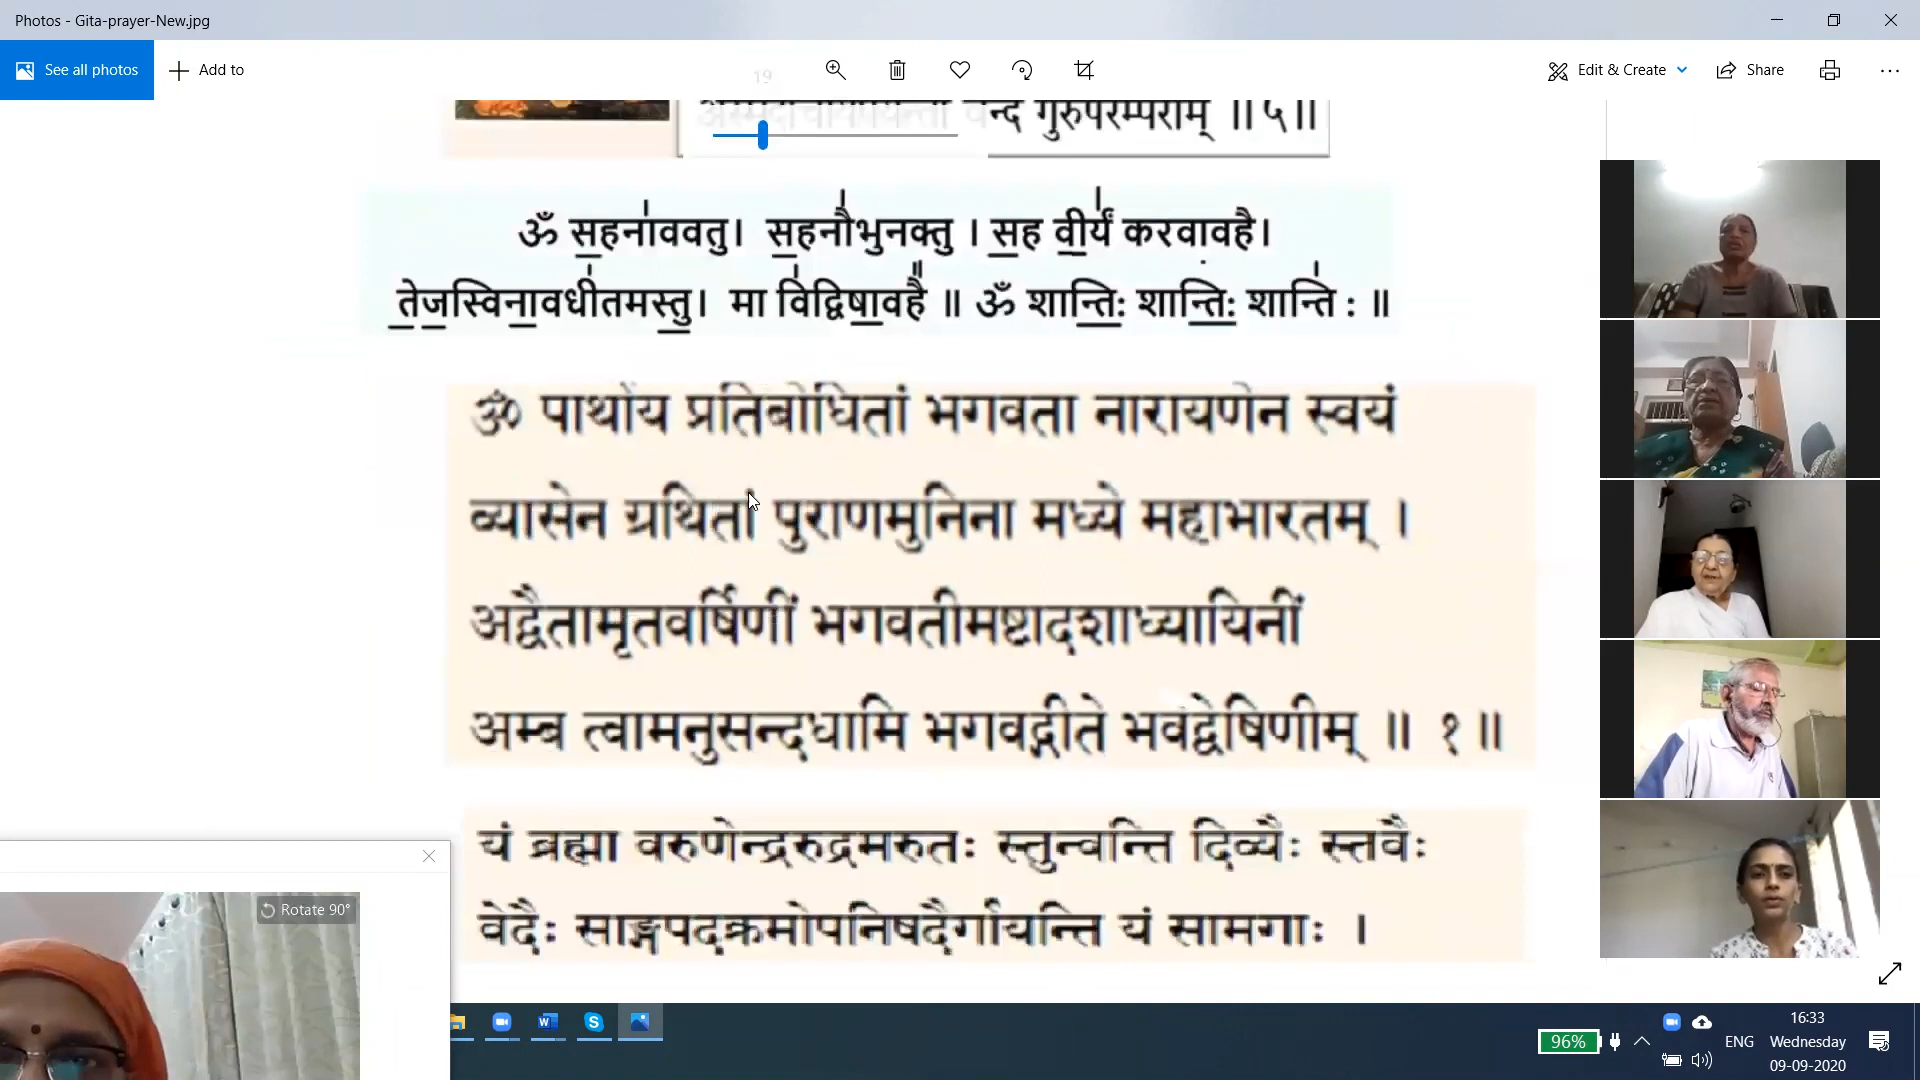 Photos - Gita-prayer-New.jpg
See all photos
Add to
Edit & Create
Share
19
गुरुपरम्पराम् ॥५॥
ॐ सहनाववतु। सहनौभुनक्तु । सह वीर्यं करवावहै।
तेजस्विनावधीतमस्तु। मा विद्विषावहै ॥ ॐ शान्तिः शान्तिः शान्ति : ॥
ॐ पार्थाय प्रतिबोधितां भगवता नारायणेन स्वयं
व्यासेन ग्रथितां पुराणमुनिना मध्ये महाभारतम् ।
अद्वैतामृतवर्षिणीं भगवतीमष्टादशाध्यायिनीं
अम्ब त्वामनुसन्दधामि भगवद्गीते भवद्वेषिणीम् ॥ १ ॥
यं ब्रह्मा वरुणेन्द्ररुद्रमरुतः स्तुन्वन्ति दिव्यैः स्तवैः
वेदैः साङ्गपदक्रमोपनिषदैर्गायन्ति यं सामगाः ।
Rotate 90°
96%
ENG
16:33
Wednesday
09-09-2020